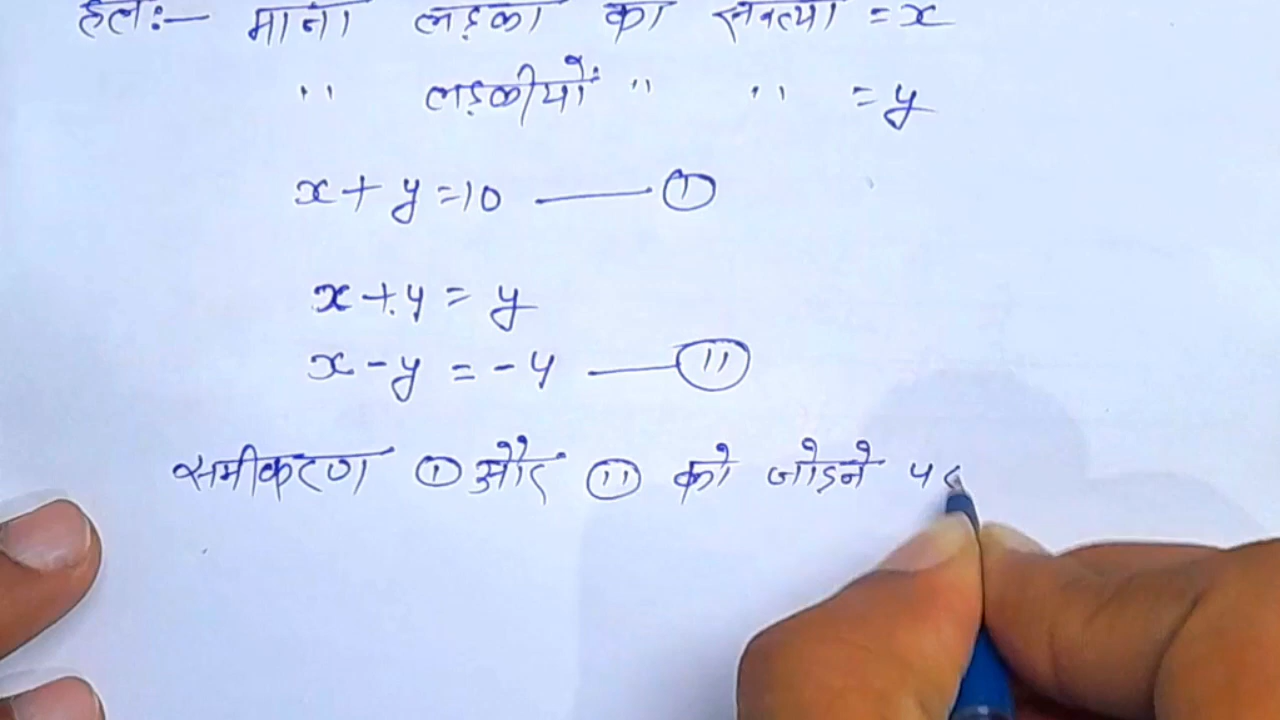 हल:- माना लड़को का संख्या = x
" लड़कीयों " " = y
x + y = 10 —— ①
x + 4 = y
x - y = -4 —— ⑪
समीकरण ① और ⑪ को जोड़ने पर